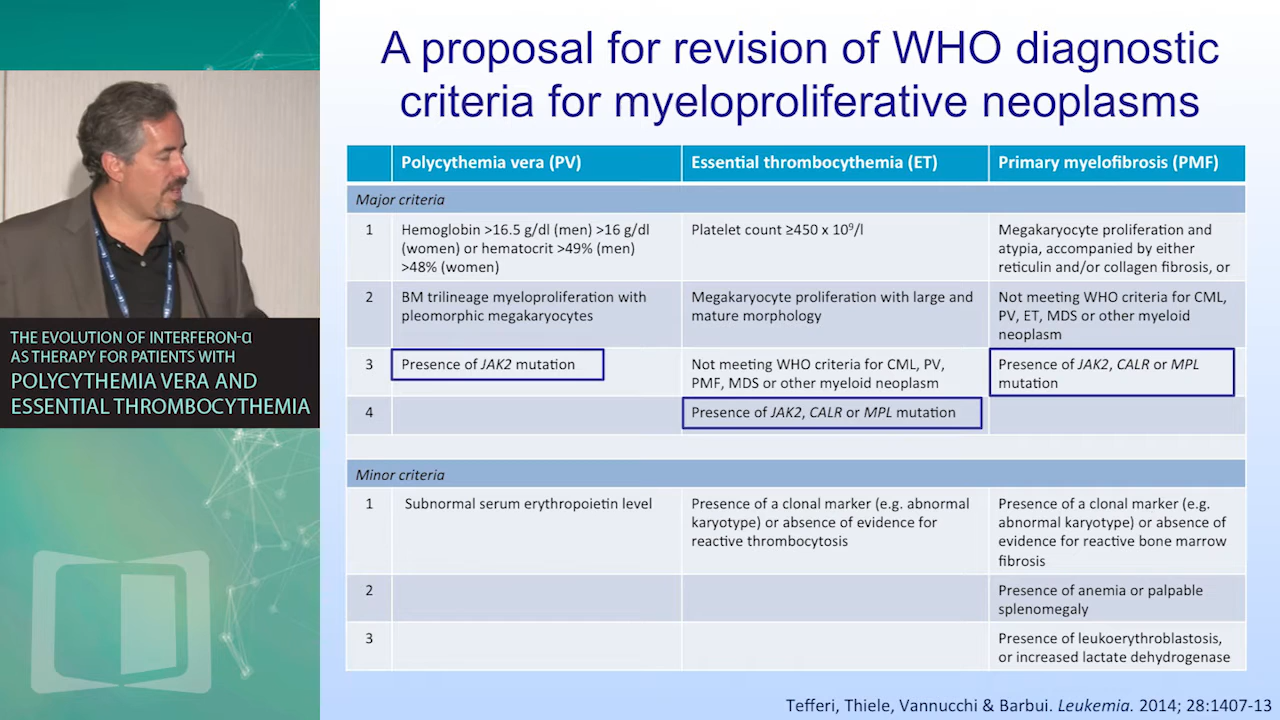 A proposal for revision of WHO diagnostic
criteria for myeloproliferative neoplasms
THE EVOLUTION OF INTERFERON-α
AS THERAPY FOR PATIENTS WITH
POLYCYTHEMIA VERA AND
ESSENTIAL THROMBOCYTHEMIA
Polycythemia vera (PV)
Essential thrombocythemia (ET)
Primary myelofibrosis (PMF)
Major criteria
1
Hemoglobin >16.5 g/dl (men) >16 g/dl
(women) or hematocrit >49% (men)
>48% (women)
Platelet count ≥450 x 10⁹/l
Megakaryocyte proliferation and
atypia, accompanied by either
reticulin and/or collagen fibrosis, or
2
BM trilineage myeloproliferation with
pleomorphic megakaryocytes
Megakaryocyte proliferation with large and
mature morphology
Not meeting WHO criteria for CML,
PV, ET, MDS or other myeloid
neoplasm
3
Presence of JAK2 mutation
Not meeting WHO criteria for CML, PV,
PMF, MDS or other myeloid neoplasm
Presence of JAK2, CALR or MPL
mutation
4
Presence of JAK2, CALR or MPL mutation
Minor criteria
1
Subnormal serum erythropoietin level
Presence of a clonal marker (e.g. abnormal
karyotype) or absence of evidence for
reactive thrombocytosis
Presence of a clonal marker (e.g.
abnormal karyotype) or absence of
evidence for reactive bone marrow
fibrosis
2
Presence of anemia or palpable
splenomegaly
3
Presence of leukoerythroblastosis,
or increased lactate dehydrogenase
Tefferi, Thiele, Vannucchi & Barbui. Leukemia. 2014; 28:1407-13